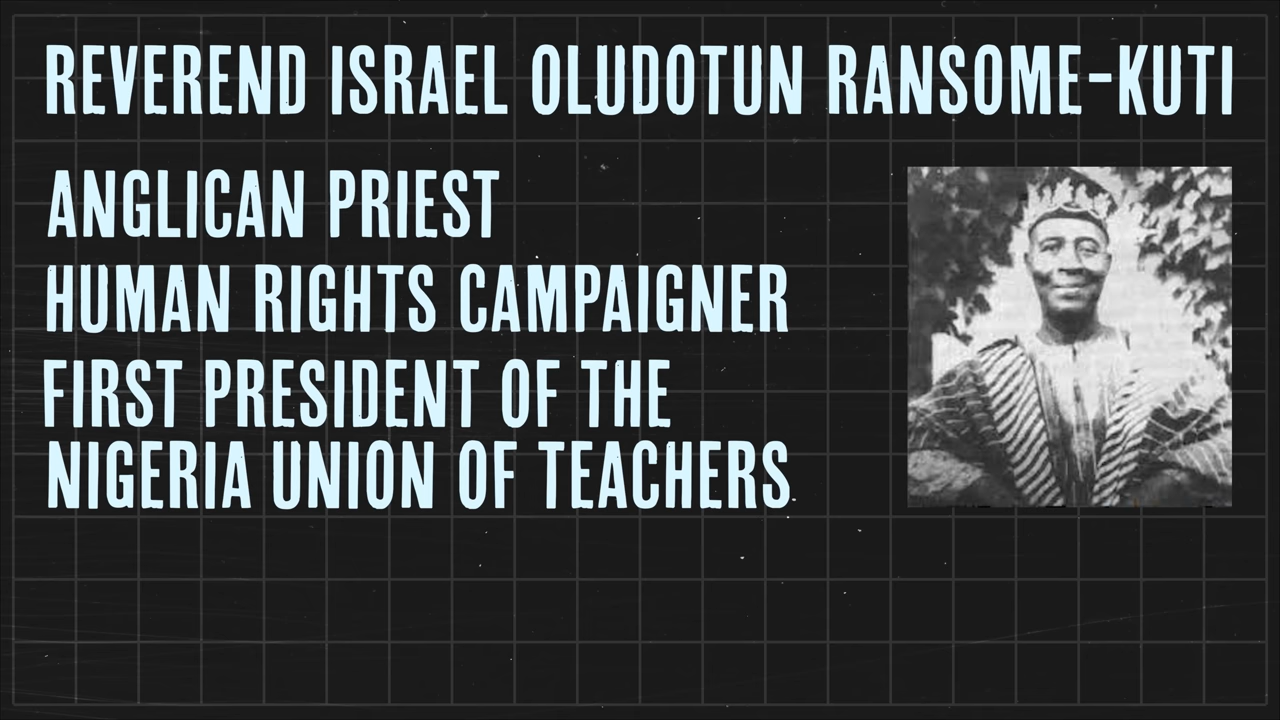 REVEREND ISRAEL OLUDOTUN RANSOME-KUTI
ANGLICAN PRIEST
HUMAN RIGHTS CAMPAIGNER
FIRST PRESIDENT OF THE
NIGERIA UNION OF TEACHERS